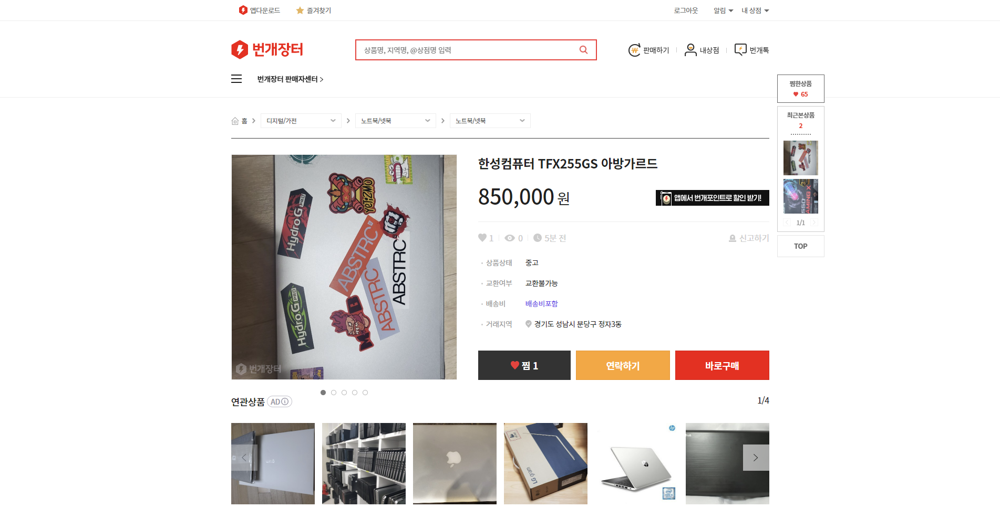 앱다운로드
즐겨찾기
로그아웃
알림
내 상점
번개장터
상품명, 지역명, @상점명 입력
판매하기
내상점
번개톡
번개장터 판매자센터
찜한상품
65
최근본상품
2
1/1
TOP
홈
디지털/가전
노트북/넷북
노트북/넷북
한성컴퓨터 TFX255GS 아방가르드
850,000 원
앱에서 번개포인트로 할인 받기!
1
0
5분 전
신고하기
상품상태 중고
교환여부 교환불가능
배송비 배송비포함
거래지역 경기도 성남시 분당구 정자3동
찜 1
연락하기
바로구매
YEHZMO
HydroG PRO
ABSTRC
ABSTRC
ABSTRC
HydroG PRO
번개장터
연관상품 AD
1/4
LG gram
hp